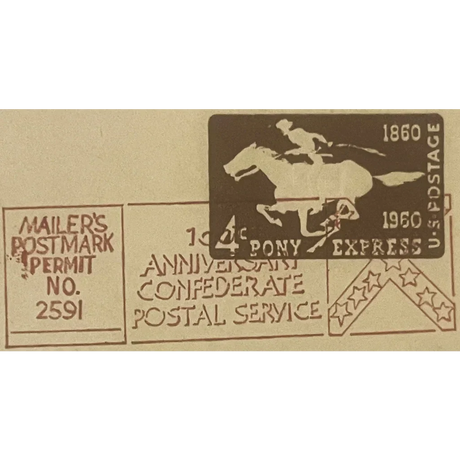 1860
1960
U.S. POSTAGE
4¢ PONY EXPRESS
MAILER'S
POSTMARK
PERMIT
NO.
2591
ANNIVERSARY
CONFEDERATE
POSTAL SERVICE